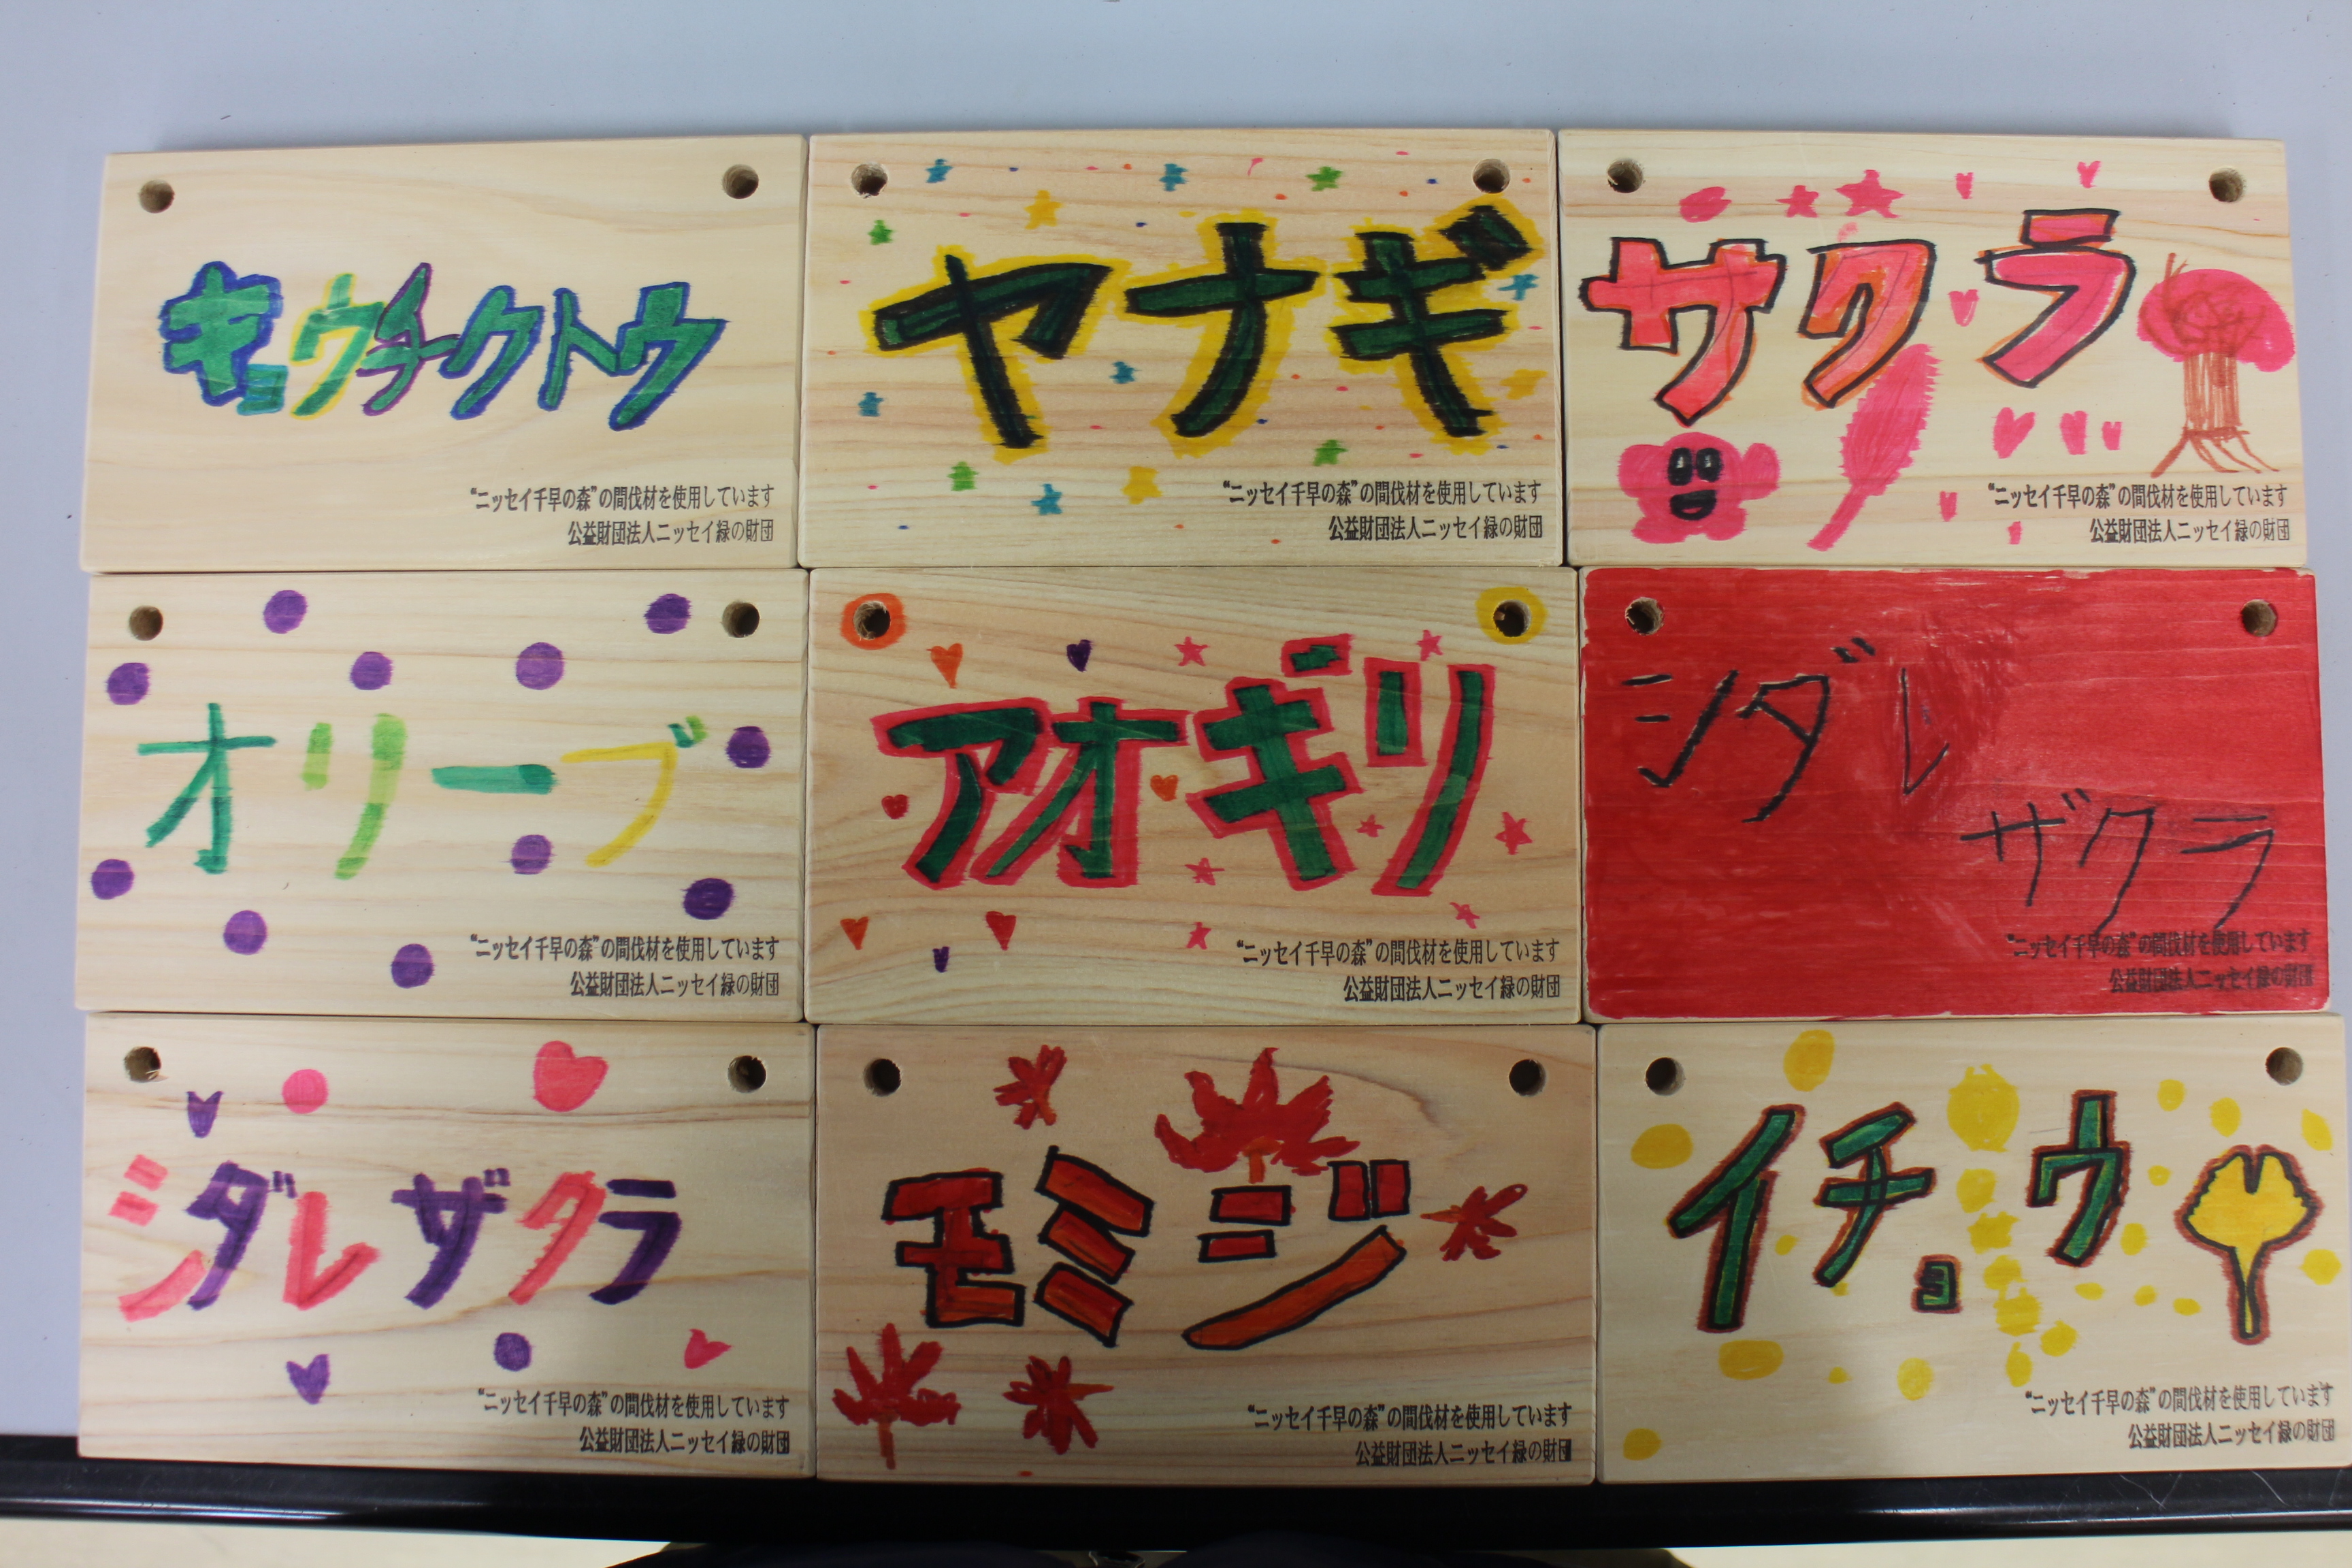 キョウチクトウ
“ニッセイ千早の森”の間伐材を使用しています
公益財団法人ニッセイ緑の財団
ヤナギ
“ニッセイ千早の森”の間伐材を使用しています
公益財団法人ニッセイ緑の財団
サクラ
“ニッセイ千早の森”の間伐材を使用しています
公益財団法人ニッセイ緑の財団
オリーブ
“ニッセイ千早の森”の間伐材を使用しています
公益財団法人ニッセイ緑の財団
アオギリ
“ニッセイ千早の森”の間伐材を使用しています
公益財団法人ニッセイ緑の財団
シダレ
ザクラ
“ニッセイ千早の森”の間伐材を使用しています
公益財団法人ニッセイ緑の財団
シダレザクラ
“ニッセイ千早の森”の間伐材を使用しています
公益財団法人ニッセイ緑の財団
モミジ
“ニッセイ千早の森”の間伐材を使用しています
公益財団法人ニッセイ緑の財団
イチョウ
“ニッセイ千早の森”の間伐材を使用しています
公益財団法人ニッセイ緑の財団